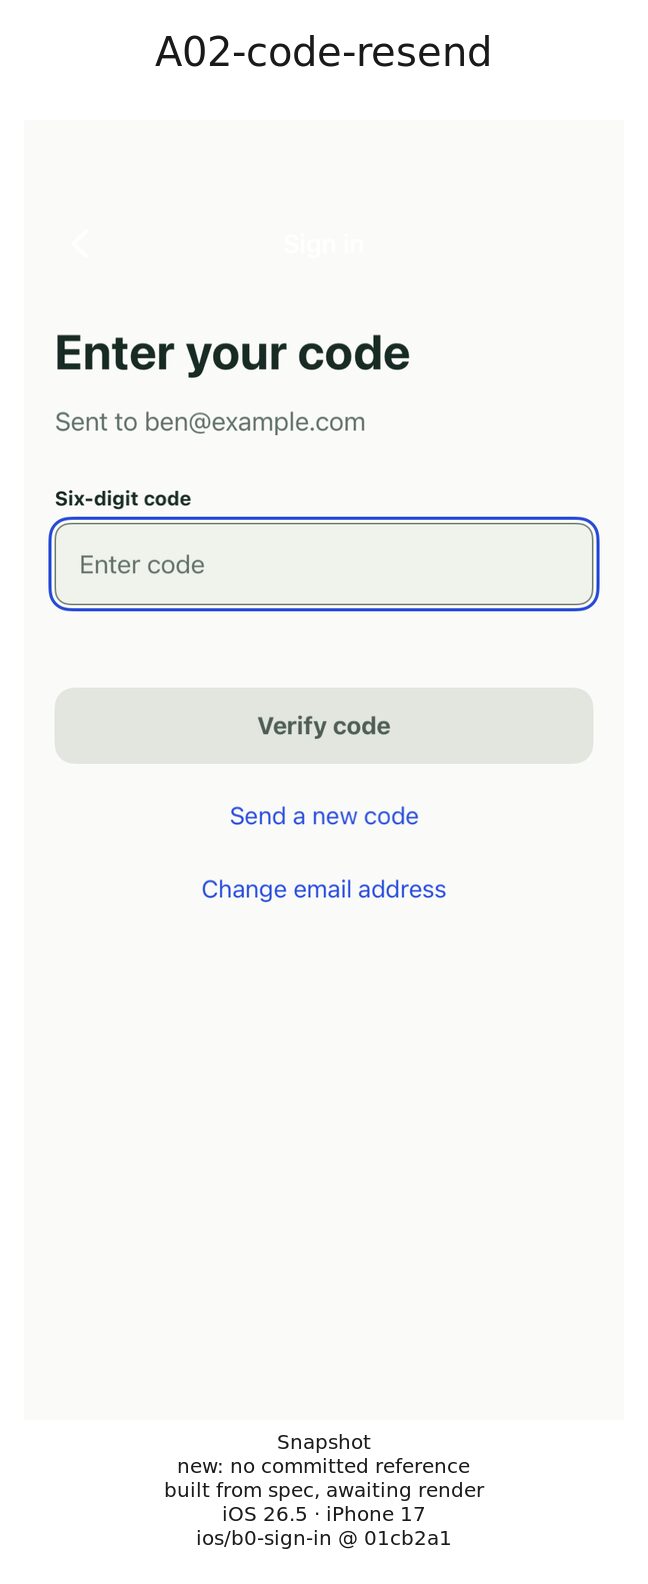 A02-code-resend
Sign in
Enter your code
Sent to ben@example.com
Six-digit code
Enter code
Verify code
Send a new code
Change email address
Snapshot
new: no committed reference
built from spec, awaiting render
iOS 26.5 · iPhone 17
ios/b0-sign-in @ 01cb2a1